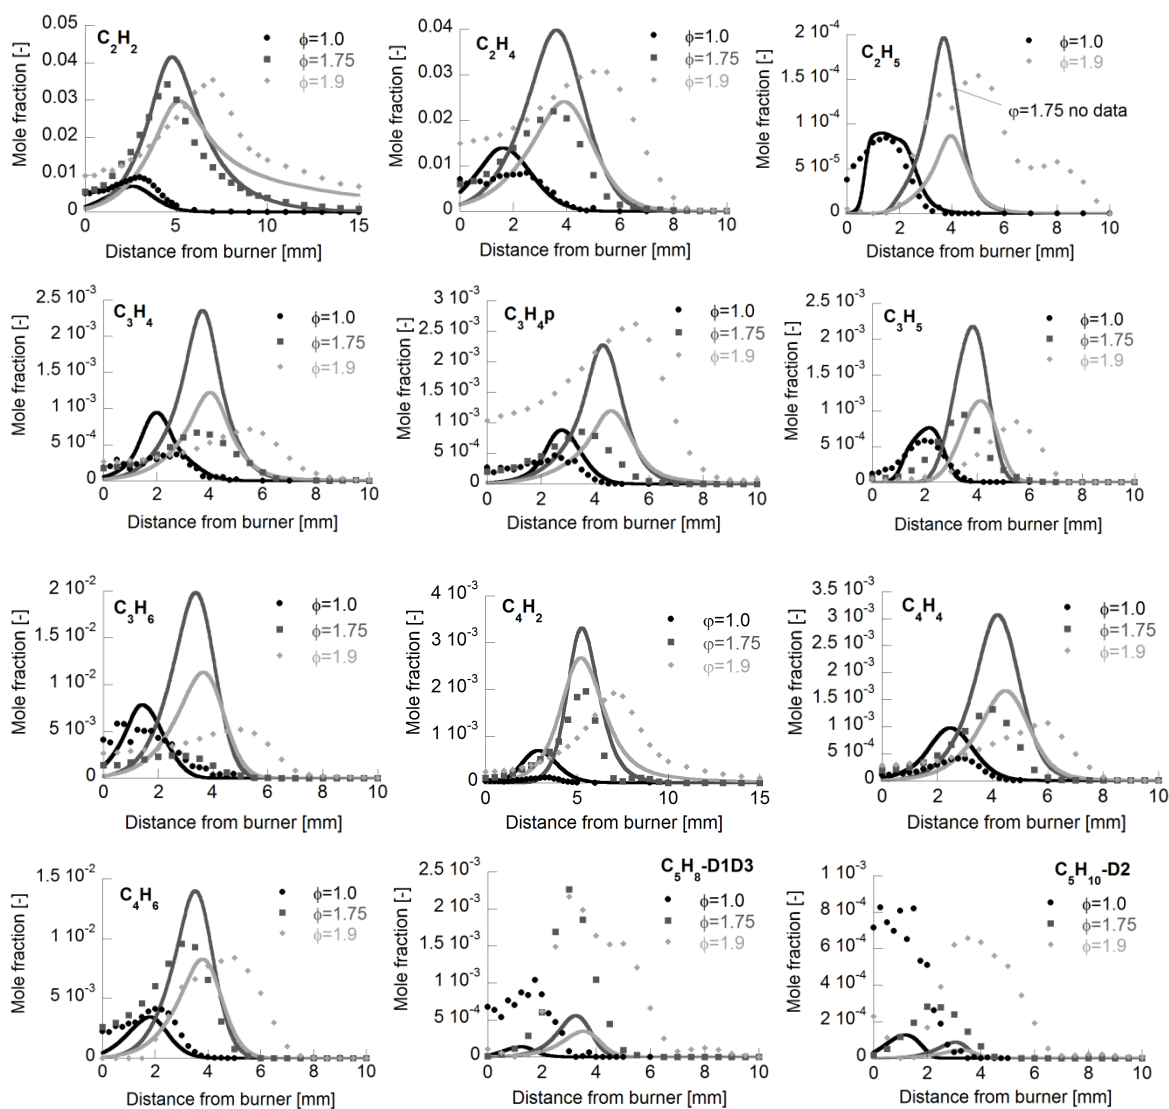 C2H2
ϕ=1.0
ϕ=1.75
ϕ=1.9
Mole fraction [-]
0.05
0.04
0.03
0.02
0.01
0
0 5 10 15
Distance from burner [mm]
C2H4
ϕ=1.0
ϕ=1.75
ϕ=1.9
Mole fraction [-]
0.04
0.03
0.02
0.01
0
0 2 4 6 8 10
Distance from burner [mm]
C2H5
ϕ=1.0
ϕ=1.9
φ=1.75 no data
Mole fraction [-]
2 10-4
1.5 10-4
1 10-4
5 10-5
0
0 2 4 6 8 10
Distance from burner [mm]
C3H4
ϕ=1.0
ϕ=1.75
ϕ=1.9
Mole fraction [-]
2.5 10-3
2 10-3
1.5 10-3
1 10-3
5 10-4
0
0 2 4 6 8 10
Distance from burner [mm]
C3H4p
ϕ=1.0
ϕ=1.75
ϕ=1.9
Mole fraction [-]
3 10-3
2.5 10-3
2 10-3
1.5 10-3
1 10-3
5 10-4
0
0 2 4 6 8 10
Distance from burner [mm]
C3H5
ϕ=1.0
ϕ=1.75
ϕ=1.9
Mole fraction [-]
2.5 10-3
2 10-3
1.5 10-3
1 10-3
5 10-4
0
0 2 4 6 8 10
Distance from burner [mm]
C3H6
ϕ=1.0
ϕ=1.75
ϕ=1.9
Mole fraction [-]
2 10-2
1.5 10-2
1 10-2
5 10-3
0
0 2 4 6 8 10
Distance from burner [mm]
C4H2
φ=1.0
φ=1.75
φ=1.9
Mole fraction [-]
4 10-3
3 10-3
2 10-3
1 10-3
0
0 5 10 15
Distance from burner [mm]
C4H4
ϕ=1.0
ϕ=1.75
ϕ=1.9
Mole fraction [-]
3.5 10-3
3 10-3
2.5 10-3
2 10-3
1.5 10-3
1 10-3
5 10-4
0
0 2 4 6 8 10
Distance from burner [mm]
C4H6
ϕ=1.0
ϕ=1.75
ϕ=1.9
Mole fraction [-]
1.5 10-2
1 10-2
5 10-3
0
0 2 4 6 8 10
Distance from burner [mm]
C5H8-D1D3
ϕ=1.0
ϕ=1.75
ϕ=1.9
Mole fraction [-]
2.5 10-3
2 10-3
1.5 10-3
1 10-3
5 10-4
0
0 2 4 6 8 10
Distance from burner [mm]
C5H10-D2
ϕ=1.0
ϕ=1.75
ϕ=1.9
Mole fraction [-]
1 10-3
8 10-4
6 10-4
4 10-4
2 10-4
0
0 2 4 6 8 10
Distance from burner [mm]